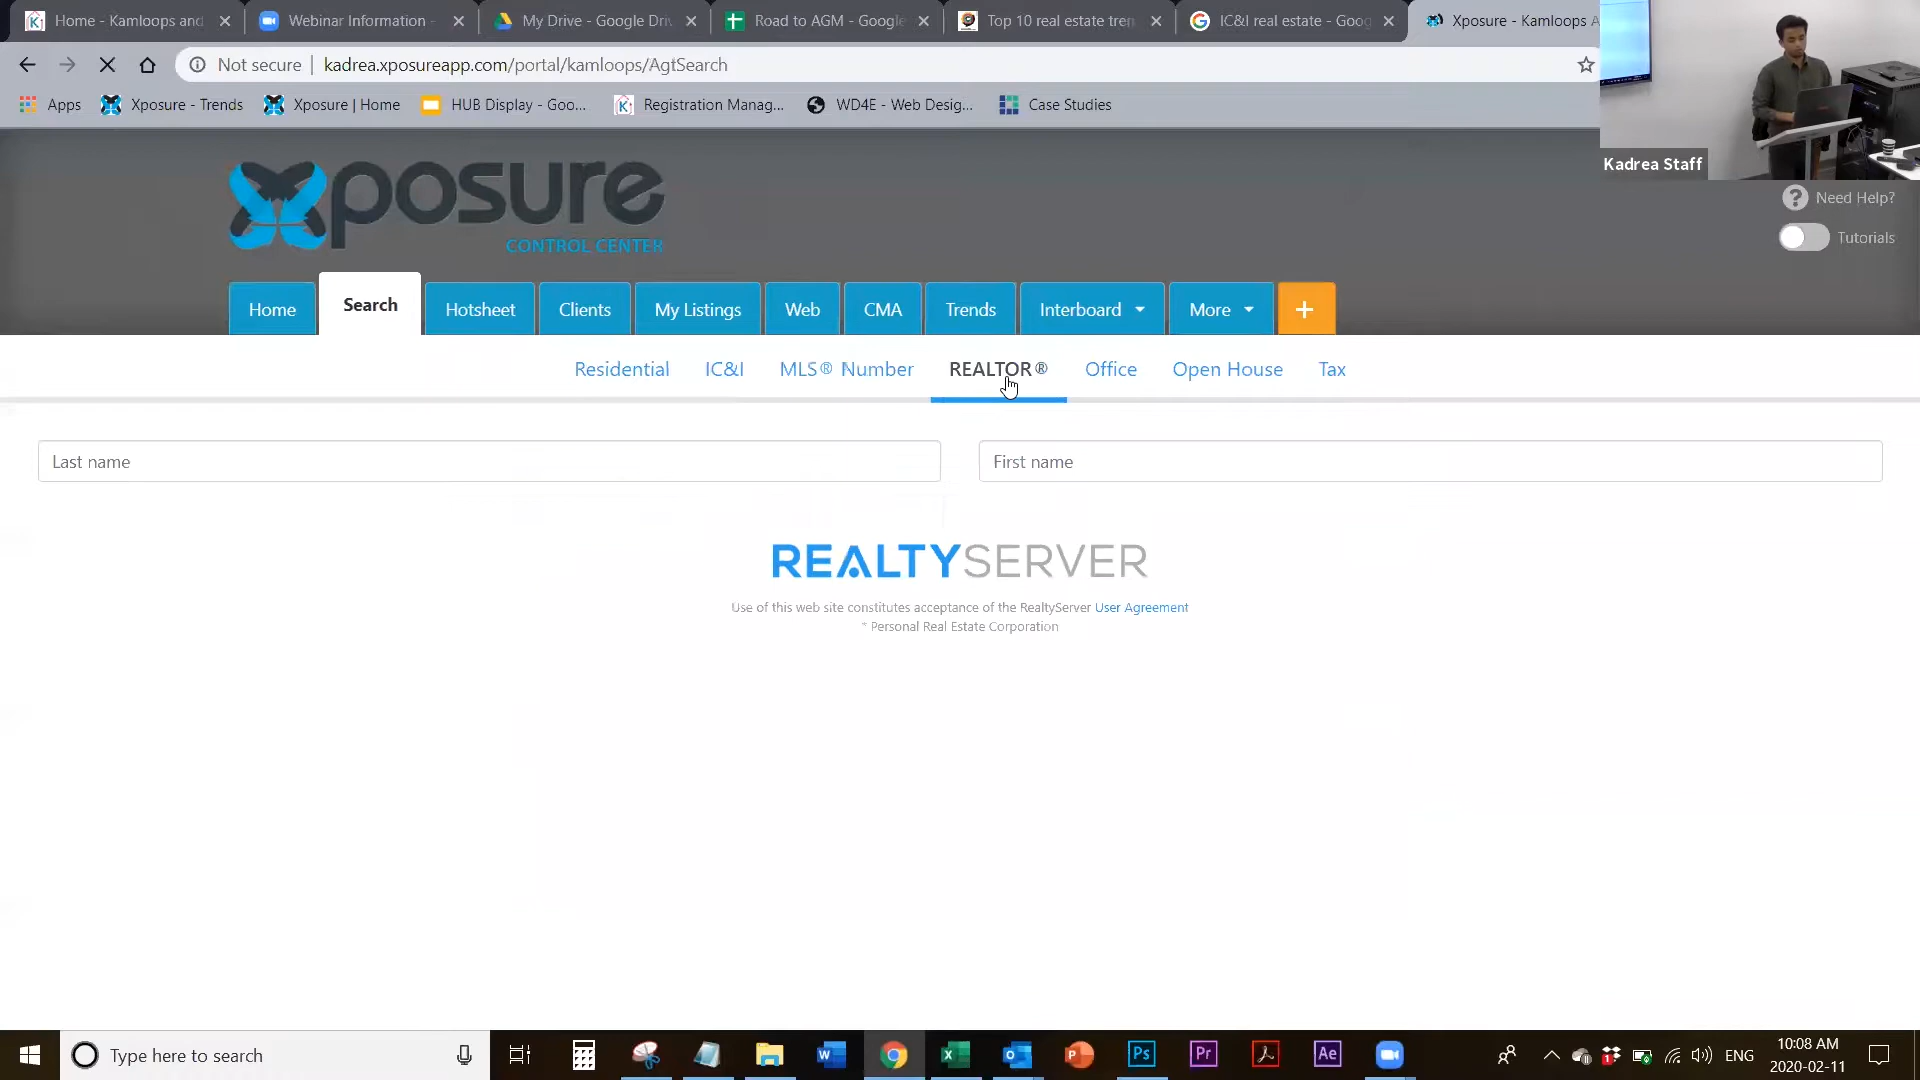 Home - Kamloops and
Webinar Information -
My Drive - Google Driv
Road to AGM - Google
Top 10 real estate tren
IC&I real estate - Goog
Xposure - Kamloops A
Not secure
kadrea.xposureapp.com/portal/kamloops/AgtSearch
Apps
Xposure - Trends
Xposure | Home
HUB Display - Goo...
Registration Manag...
WD4E - Web Desig...
Case Studies
Kadrea Staff
Need Help?
Tutorials
Xposure
CONTROL CENTER
Home
Search
Hotsheet
Clients
My Listings
Web
CMA
Trends
Interboard
More
+
Residential
IC&I
MLS® Number
REALTOR®
Office
Open House
Tax
Last name
First name
REALTYSERVER
Use of this web site constitutes acceptance of the RealtyServer User Agreement
* Personal Real Estate Corporation
Type here to search
Ps
Pr
Ae
ENG
10:08 AM
2020-02-11